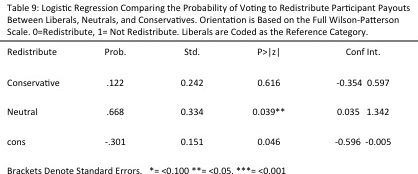 Table 9: Logistic Regression Comparing the Probability of Voting to Redistribute Participant Payouts
Between Liberals, Neutrals, and Conservatives. Orientation is Based on the Full Wilson-Patterson
Scale. 0=Redistribute, 1= Not Redistribute. Liberals are Coded as the Reference Category.
Redistribute Prob. Std. P>|z| Conf Int.
Conservative .122 0.242 0.616 -0.354 0.597
Neutral .668 0.334 0.039** 0.035 1.342
cons -.301 0.151 0.046 -0.596 -0.005
Brackets Denote Standard Errors. *= <0.100 **= <0.05, ***= <0.001